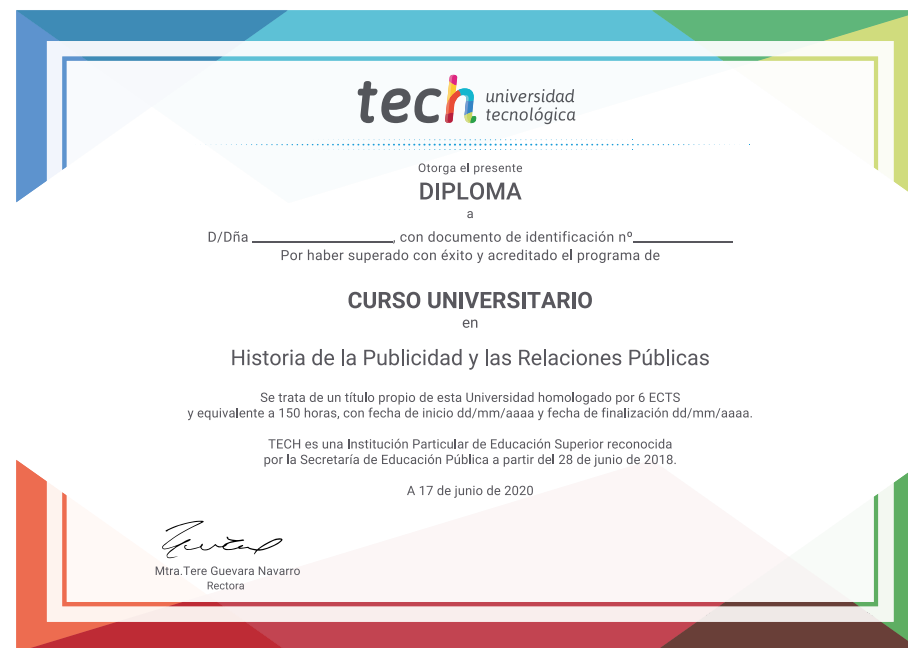 tech universidad
tecnológica
Otorga el presente
DIPLOMA
a
D/Dña ____________________, con documento de identificación nº______________
Por haber superado con éxito y acreditado el programa de
CURSO UNIVERSITARIO
en
Historia de la Publicidad y las Relaciones Públicas
Se trata de un título propio de esta Universidad homologado por 6 ECTS
y equivalente a 150 horas, con fecha de inicio dd/mm/aaaa y fecha de finalización dd/mm/aaaa.
TECH es una Institución Particular de Educación Superior reconocida
por la Secretaría de Educación Pública a partir del 28 de junio de 2018.
A 17 de junio de 2020
Mtra.Tere Guevara Navarro
Rectora